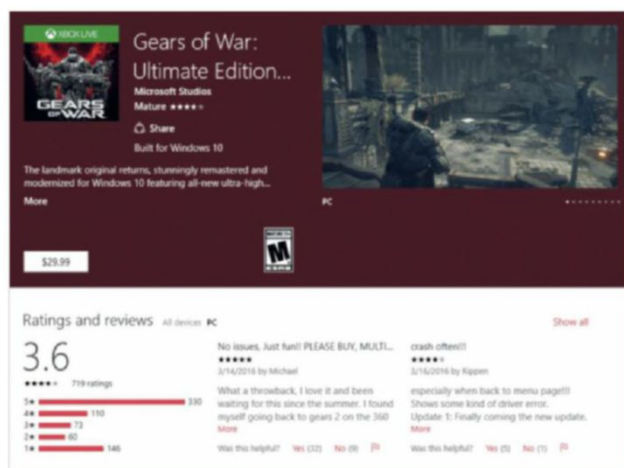 XBOX LIVE
GEARS
OF WAR
Gears of War:
Ultimate Edition...
Microsoft Studios
Mature ★★★★★
Share
Built for Windows 10
The landmark original returns, stunningly remastered and
modernized for Windows 10 featuring all-new ultra-high...
More
PC
$29.99
M
Ratings and reviews All devices PC
Show all
3.6
★★★★★ 719 ratings
5★ 330
4★ 110
3★ 73
2★ 60
1★ 146
No issues, Just fun!! PLEASE BUY, MULTI...
★★★★★
3/14/2016 by Michael
What a throwback, I love it and been
waiting for this since the summer. I found
myself going back to gears 2 on the 360
More
Was this helpful? Yes (32) No (9)
crash often!!!
★★★★★
3/16/2016 by Rippen
especially when back to menu page!!!
Shows some kind of driver error.
Update 1: Finally coming the new update.
More
Was this helpful? Yes (5) No (1)